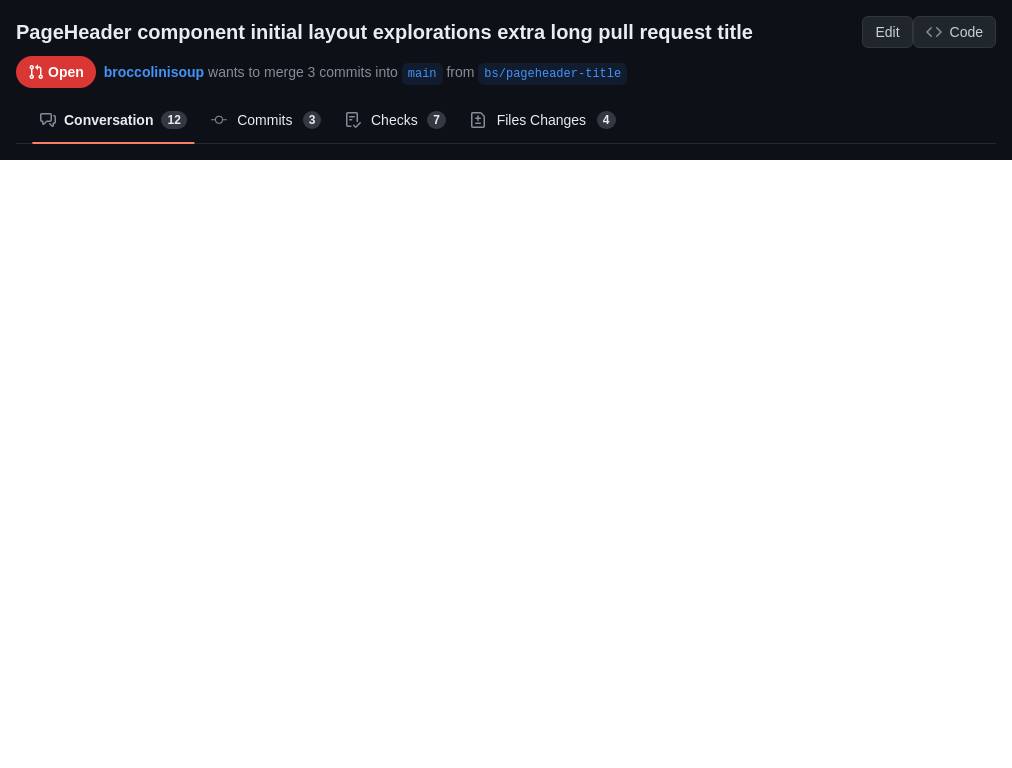 PageHeader component initial layout explorations extra long pull request title Edit Code
Open broccolinisoup wants to merge 3 commits into main from bs/pageheader-title
Conversation 12 Commits 3 Checks 7 Files Changes 4